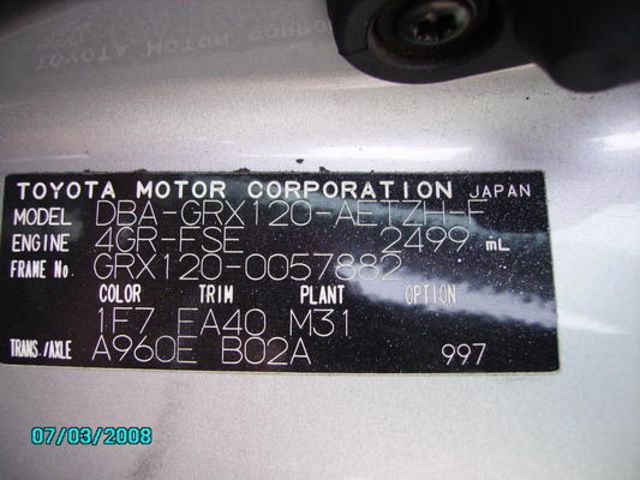 TOYOTA MOTOR CORPORATION JAPAN
MODEL DBA-GRX120-AETZH-F
ENGINE 4GR-FSE 2499 mL
FRAME No. GRX120-0057882
COLOR TRIM PLANT OPTION
1F7 FA40 M31
TRANS./AXLE A960E B02A 997
07/03/2008